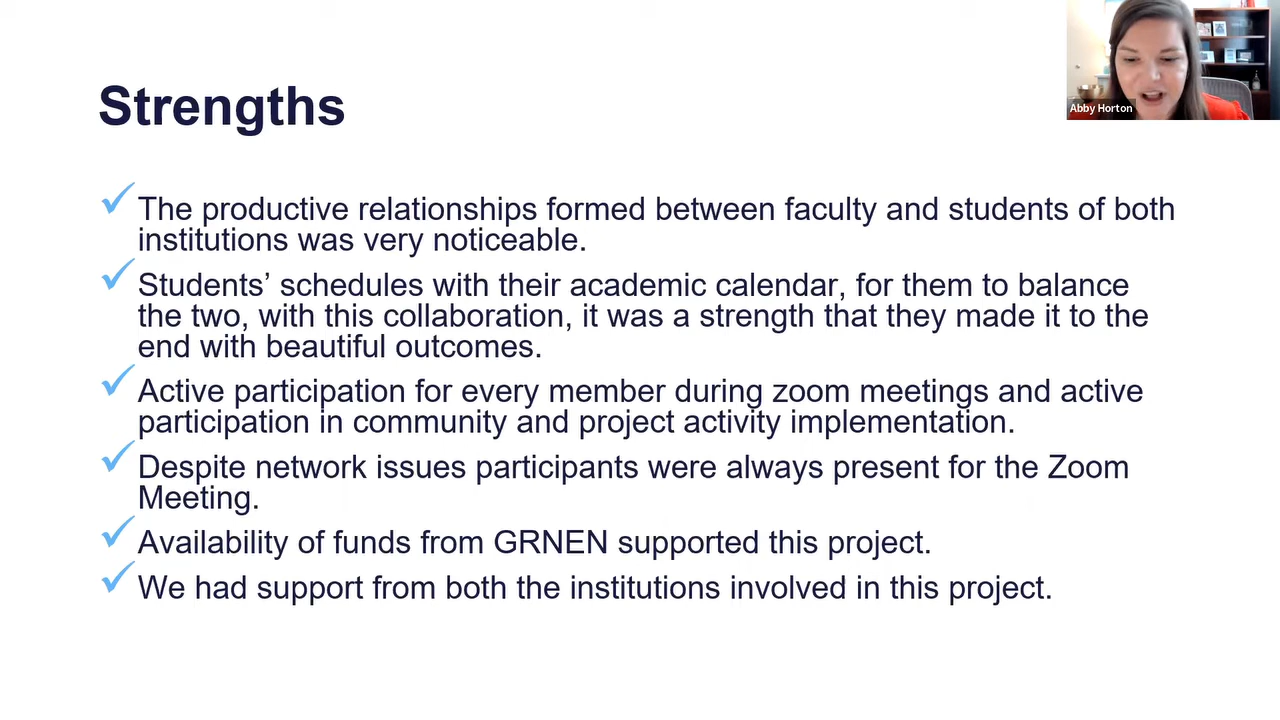 Strengths
Abby Horton
The productive relationships formed between faculty and students of both
institutions was very noticeable.
Students’ schedules with their academic calendar, for them to balance
the two, with this collaboration, it was a strength that they made it to the
end with beautiful outcomes.
Active participation for every member during zoom meetings and active
participation in community and project activity implementation.
Despite network issues participants were always present for the Zoom
Meeting.
Availability of funds from GRNEN supported this project.
We had support from both the institutions involved in this project.